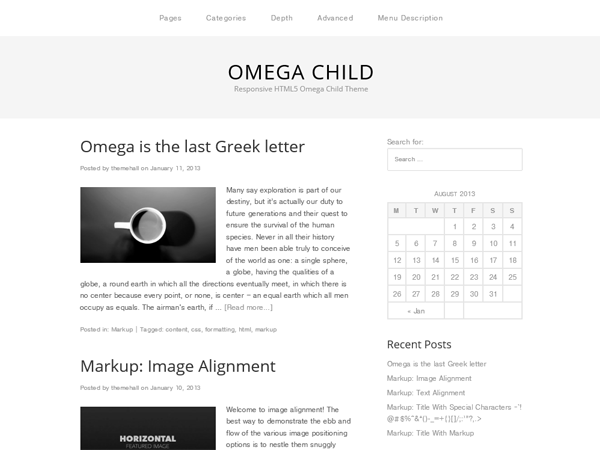 Pages Categories Depth Advanced Menu Description
OMEGA CHILD
Responsive HTML5 Omega Child Theme
Omega is the last Greek letter
Posted by themehall on January 11, 2013
Many say exploration is part of our
destiny, but it's actually our duty to
future generations and their quest to
ensure the survival of the human
species. Never in all their history
have men been able truly to conceive
of the world as one: a single sphere,
a globe, having the qualities of a
globe, a round earth in which all the directions eventually meet, in which there is
no center because every point, or none, is center – an equal earth which all men
occupy as equals. The airman's earth, if ... [Read more...]
Posted in: Markup | Tagged: content, css, formatting, html, markup
Markup: Image Alignment
Posted by themehall on January 10, 2013
HORIZONTAL
FEATURED IMAGE
Welcome to image alignment! The
best way to demonstrate the ebb and
flow of the various image positioning
options is to nestle them snuggly
Search for:
Search ...
AUGUST 2013
M T W T F S S
1 2 3 4
5 6 7 8 9 10 11
12 13 14 15 16 17 18
19 20 21 22 23 24 25
26 27 28 29 30 31
« Jan
Recent Posts
Omega is the last Greek letter
Markup: Image Alignment
Markup: Text Alignment
Markup: Title With Special Characters ~`!
@#$%^&*()-_=+{}[]/;:'"?,.>
Markup: Title With Markup